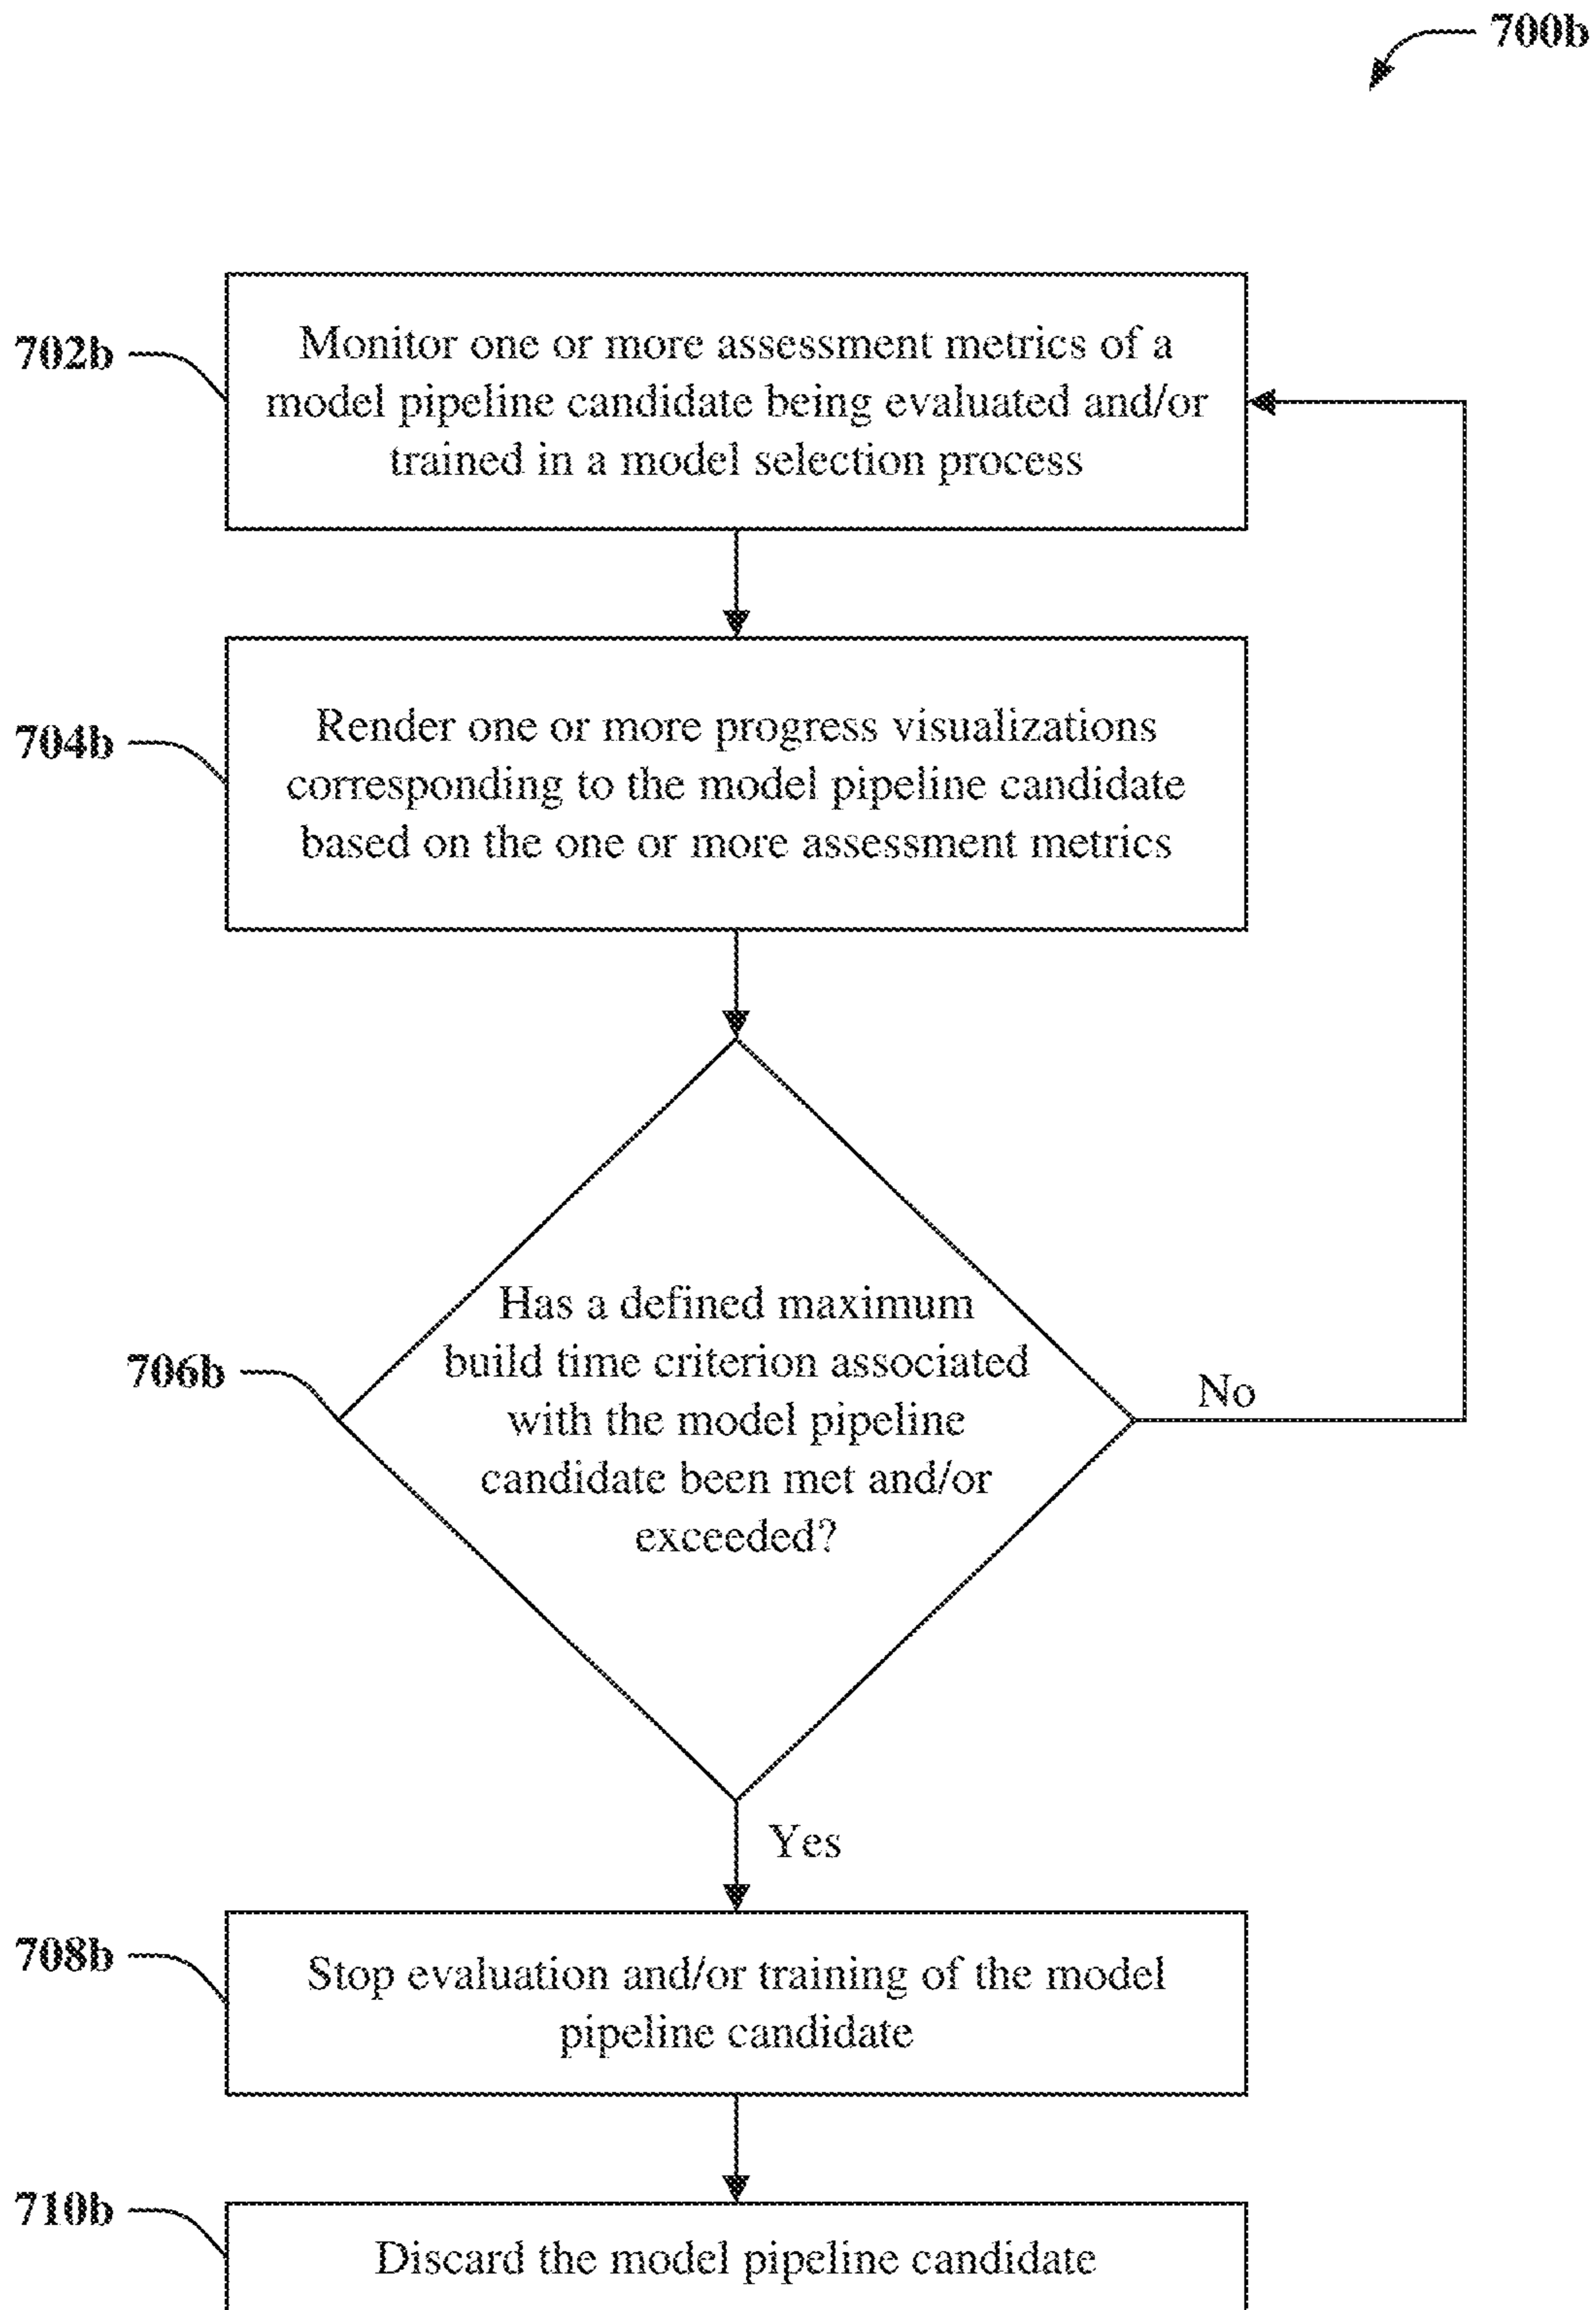 700b
702b
Monitor one or more assessment metrics of a
model pipeline candidate being evaluated and/or
trained in a model selection process
704b
Render one or more progress visualizations
corresponding to the model pipeline candidate
based on the one or more assessment metrics
706b
Has a defined maximum
build time criterion associated
with the model pipeline
candidate been met and/or
exceeded?
No
Yes
708b
Stop evaluation and/or training of the model
pipeline candidate
710b
Discard the model pipeline candidate